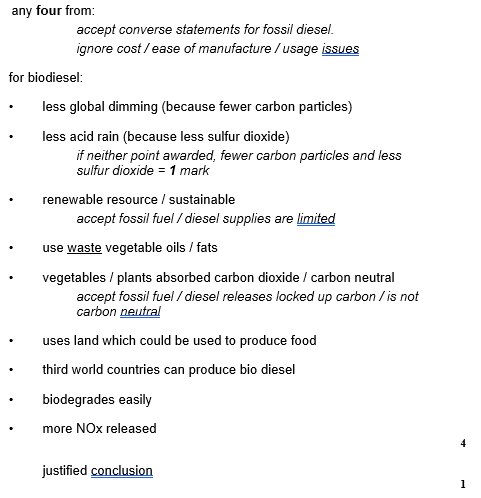 any four from:
accept converse statements for fossil diesel.
ignore cost / ease of manufacture / usage issues
for biodiesel:
• less global dimming (because fewer carbon particles)
• less acid rain (because less sulfur dioxide)
if neither point awarded, fewer carbon particles and less
sulfur dioxide = 1 mark
• renewable resource / sustainable
accept fossil fuel / diesel supplies are limited
• use waste vegetable oils / fats
• vegetables / plants absorbed carbon dioxide / carbon neutral
accept fossil fuel / diesel releases locked up carbon / is not
carbon neutral
• uses land which could be used to produce food
• third world countries can produce bio diesel
• biodegrades easily
• more NOx released
4
justified conclusion
1